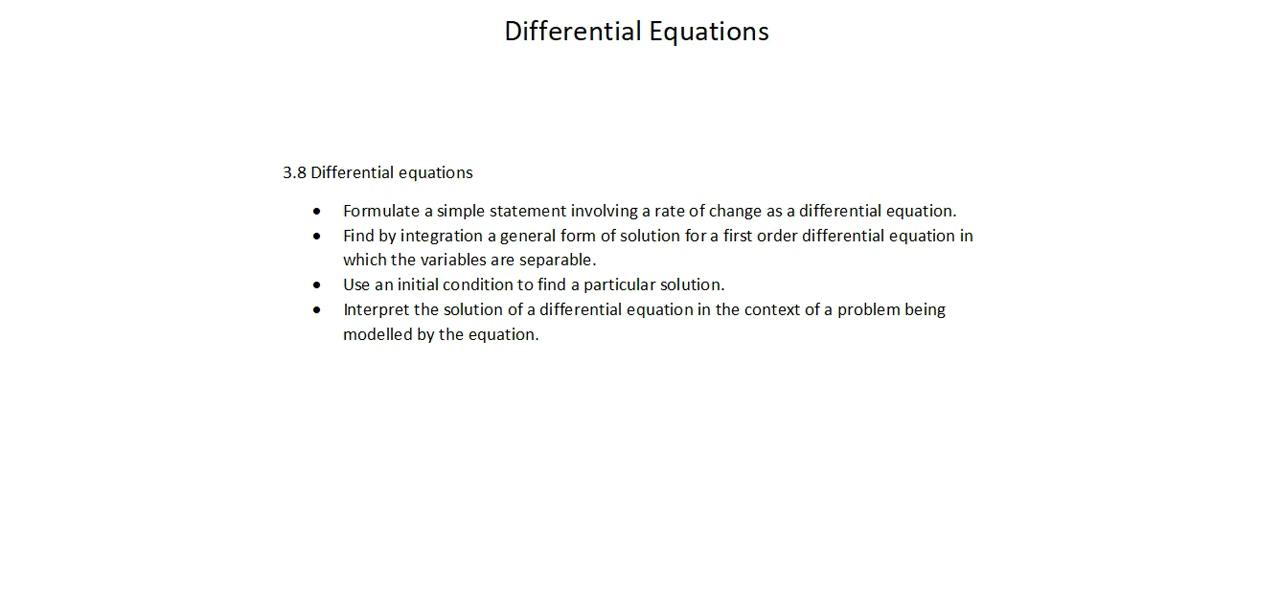 Differential Equations
3.8 Differential equations
• Formulate a simple statement involving a rate of change as a differential equation.
• Find by integration a general form of solution for a first order differential equation in
which the variables are separable.
• Use an initial condition to find a particular solution.
• Interpret the solution of a differential equation in the context of a problem being
modelled by the equation.